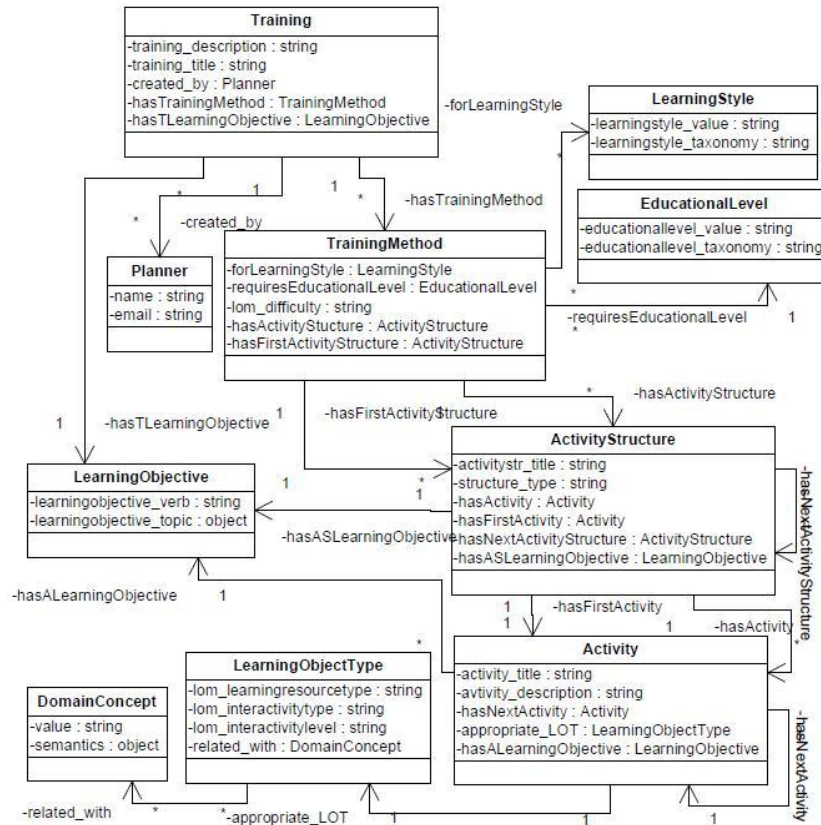 Training
-training_description : string
-training_title : string
-created_by : Planner
-hasTrainingMethod : TrainingMethod
-hasTLearningObjective : LearningObjective
-forLearningStyle
LearningStyle
-learningstyle_value : string
-learningstyle_taxonomy : string
*
*
1
1
*
*
*
-hasTrainingMethod
-created_by
EducationalLevel
-educationallevel_value : string
-educationallevel_taxonomy : string
Planner
-name : string
-email : string
TrainingMethod
-forLearningStyle : LearningStyle
-requiresEducationalLevel : EducationalLevel
-lom_difficulty : string
-hasActivityStucture : ActivityStructure
-hasFirstActivityStructure : ActivityStructure
*
-requiresEducationalLevel
*
1
1
-hasFirstActivityStructure
1
*
-hasActivityStructure
1
-hasTLearningObjective
ActivityStructure
-activitystr_title : string
-structure_type : string
-hasActivity : Activity
-hasFirstActivity : Activity
-hasNextActivityStructure : ActivityStructure
-hasASLearningObjective : LearningObjective
-hasNextActivityStructure
LearningObjective
-learningobjective_verb : string
-learningobjective_topic : object
1
*
1
-hasASLearningObjective
-hasALearningObjective
1
1
-hasFirstActivity
1
1
-hasActivity
*
*
Activity
-activity_title : string
-avtivity_description : string
-hasNextActivity : Activity
-appropriate_LOT : LearningObjectType
-hasALearningObjective : LearningObjective
-hasNextActivity
LearningObjectType
-lom_learningresourcetype : string
-lom_interactivitytype : string
-lom_interactivitylevel : string
-related_with : DomainConcept
DomainConcept
-value : string
-semantics : object
-related_with
*
*
-appropriate_LOT
1
1
1